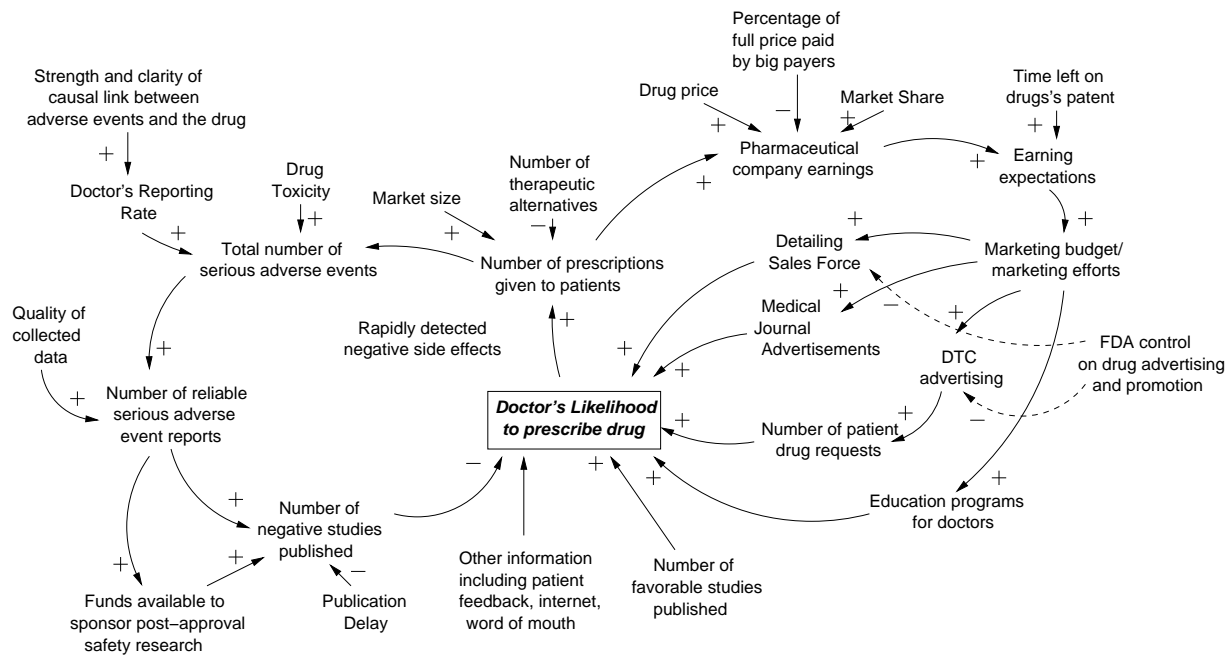 Percentage of
full price paid
by big payers
Strength and clarity of
causal link between
adverse events and the drug
Drug price
Market Share
Time left on
drugs's patent
−
+
+
+
+
Pharmaceutical
company earnings
+
+
Earning
expectations
Doctor's Reporting
Rate
Drug
Toxicity
Number of
therapeutic
alternatives
Market size
+
+
+
−
+
+
Total number of
serious adverse events
Number of prescriptions
given to patients
Detailing
Sales Force
Marketing budget/
marketing efforts
+
−
+
Medical
Journal
Advertisements
Quality of
collected
data
Rapidly detected
negative side effects
+
+
+
+
DTC
advertising
FDA control
on drug advertising
and promotion
+
+
Number of reliable
serious adverse
event reports
Doctor's Likelihood
to prescribe drug
+
+
−
Number of patient
drug requests
−
+
+
+
Education programs
for doctors
+
Number of
negative studies
published
+
+
−
Funds available to
sponsor post−approval
safety research
Publication
Delay
Other information
including patient
feedback, internet,
word of mouth
Number of
favorable studies
published